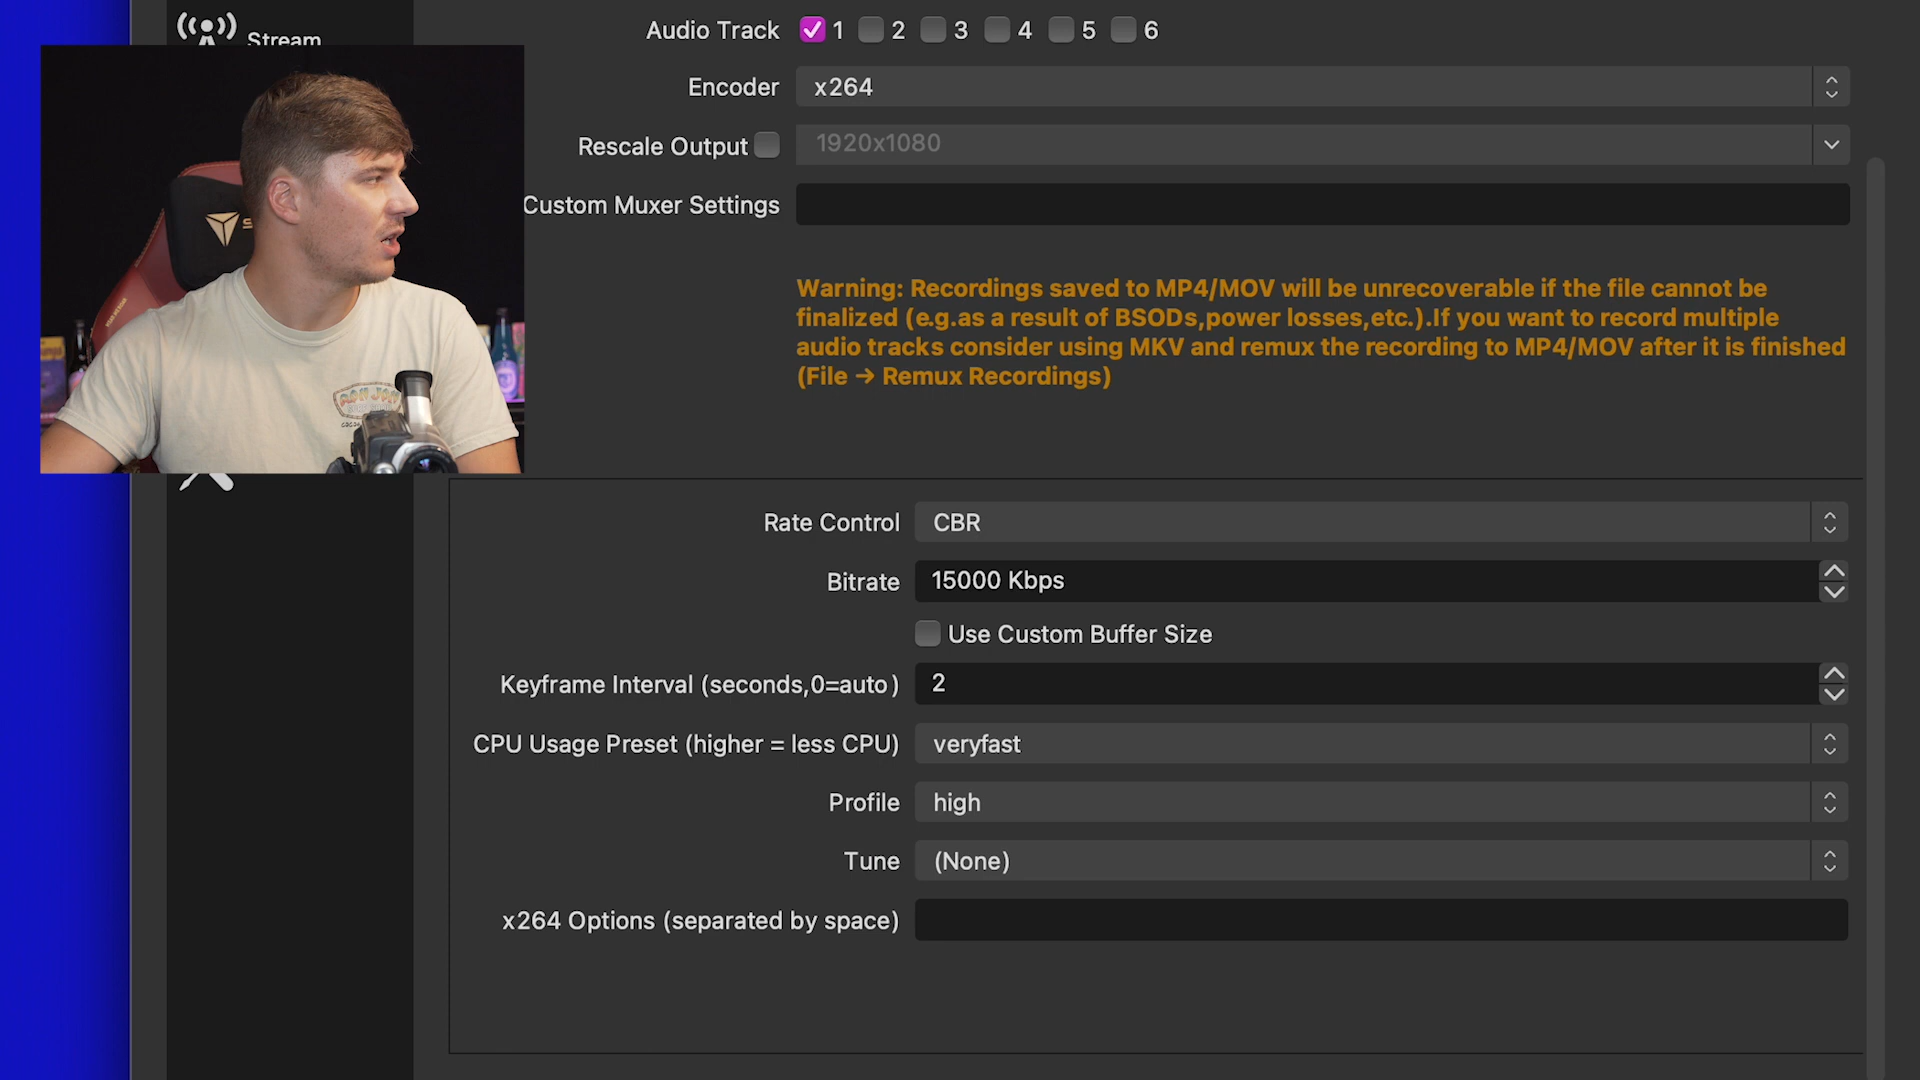 Stream
Audio Track 1 2 3 4 5 6
Encoder x264
Rescale Output 1920x1080
Custom Muxer Settings
Warning: Recordings saved to MP4/MOV will be unrecoverable if the file cannot be
finalized (e.g.as a result of BSODs,power losses,etc.).If you want to record multiple
audio tracks consider using MKV and remux the recording to MP4/MOV after it is finished
(File → Remux Recordings)
Rate Control CBR
Bitrate 15000 Kbps
Use Custom Buffer Size
Keyframe Interval (seconds,0=auto) 2
CPU Usage Preset (higher = less CPU) veryfast
Profile high
Tune (None)
x264 Options (separated by space)